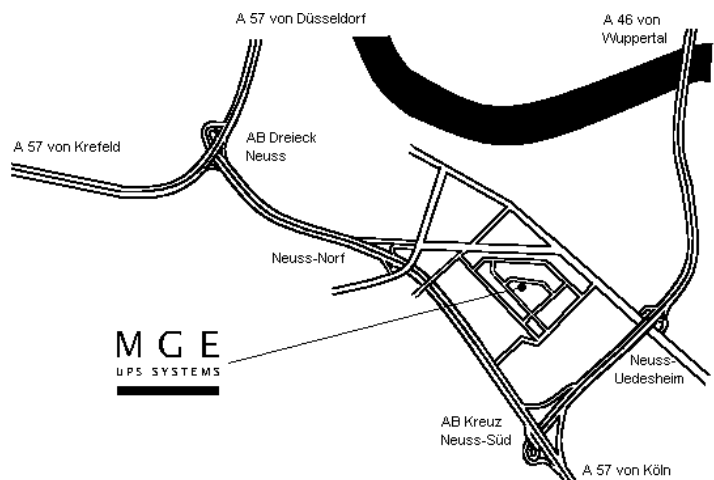 A 57 von Düsseldorf
A 46 von
Wuppertal
A 57 von Krefeld
AB Dreieck
Neuss
Neuss-Norf
MGE
UPS SYSTEMS
Neuss-
Uedesheim
AB Kreuz
Neuss-Süd
A 57 von Köln